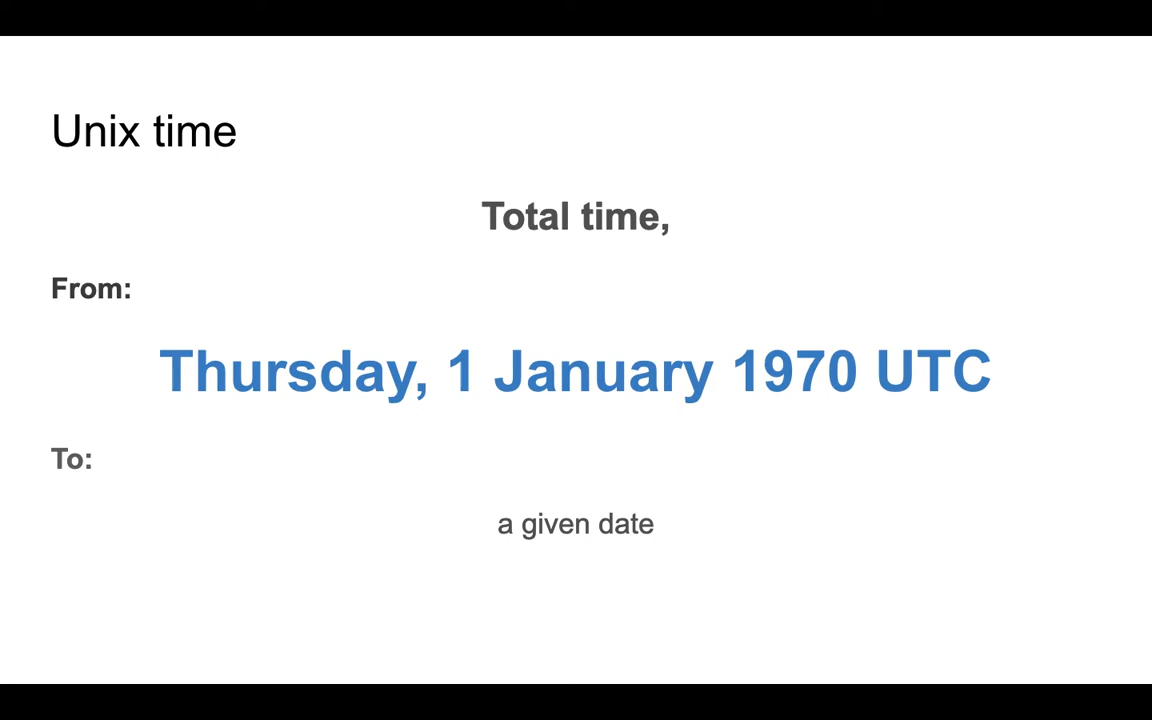 Unix time
Total time,
From:
Thursday, 1 January 1970 UTC
To:
a given date